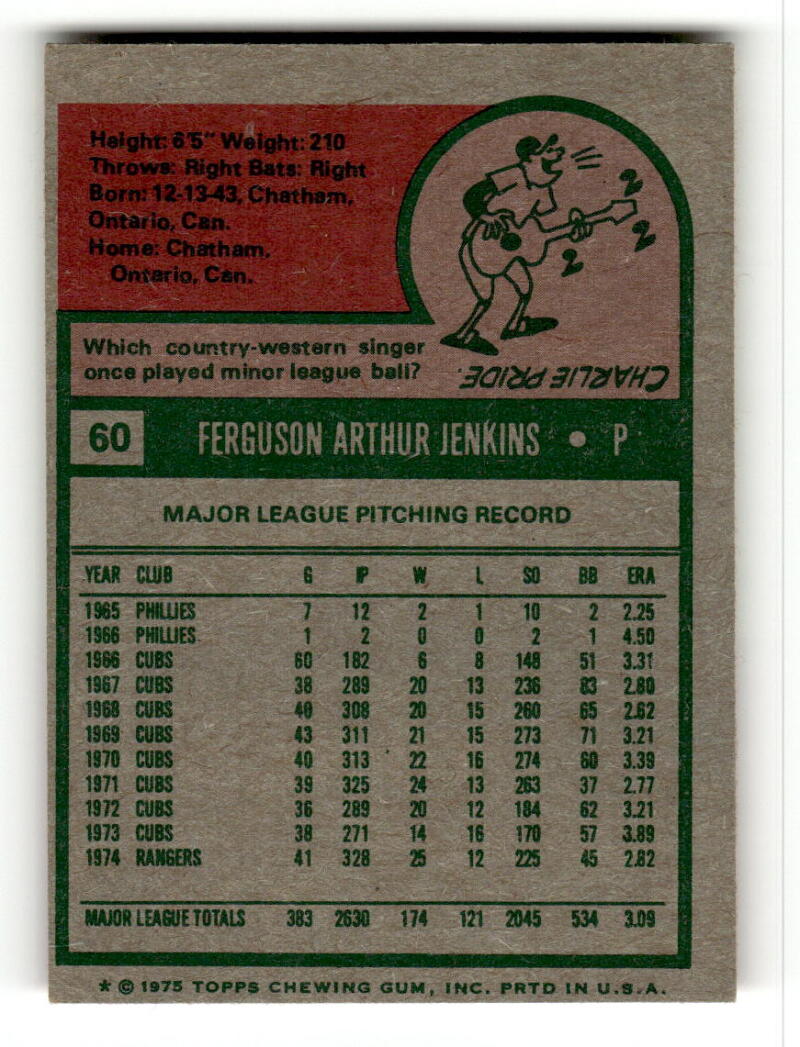 Height: 6'5" Weight: 210
Throws: Right Bats: Right
Born: 12-13-43, Chatham,
Ontario, Can.
Home: Chatham,
Ontario, Can.
Which country-western singer
once played minor league ball?
CHARLIE PRIDE.
60 FERGUSON ARTHUR JENKINS • P
MAJOR LEAGUE PITCHING RECORD
YEAR CLUB G IP W L SO BB ERA
1965 PHILLIES 7 12 2 1 10 2 2.25
1966 PHILLIES 1 2 0 0 2 1 4.50
1966 CUBS 60 182 6 8 148 51 3.31
1967 CUBS 38 289 20 13 236 83 2.80
1968 CUBS 40 308 20 15 260 65 2.62
1969 CUBS 43 311 21 15 273 71 3.21
1970 CUBS 40 313 22 16 274 60 3.39
1971 CUBS 39 325 24 13 263 37 2.77
1972 CUBS 36 289 20 12 184 62 3.21
1973 CUBS 38 271 14 16 170 57 3.89
1974 RANGERS 41 328 25 12 225 45 2.82
MAJOR LEAGUE TOTALS 383 2630 174 121 2045 534 3.09
* © 1975 TOPPS CHEWING GUM, INC. PRTD IN U.S.A.